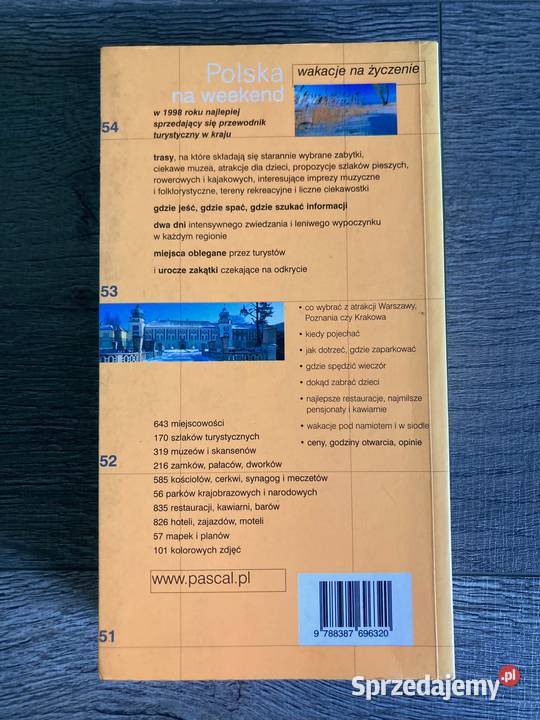 Polska
na weekend
wakacje na życzenie
w 1998 roku najlepiej
sprzedający się przewodnik
turystyczny w kraju
54
trasy, na które składają się starannie wybrane zabytki,
ciekawe muzea, atrakcje dla dzieci, propozycje szlaków pieszych,
rowerowych i kajakowych, interesujące imprezy muzyczne
i folklorystyczne, tereny rekreacyjne i liczne ciekawostki
gdzie jeść, gdzie spać, gdzie szukać informacji
dwa dni intensywnego zwiedzania i leniwego wypoczynku
w każdym regionie
miejsca oblegane przez turystów
i urocze zakątki czekające na odkrycie
53
• co wybrać z atrakcji Warszawy,
Poznania czy Krakowa
• kiedy pojechać
• jak dotrzeć, gdzie zaparkować
• gdzie spędzić wieczór
• dokąd zabrać dzieci
• najlepsze restauracje, najmilsze
pensjonaty i kawiarnie
• wakacje pod namiotem i w siodle
• ceny, godziny otwarcia, opinie
643 miejscowości
170 szlaków turystycznych
319 muzeów i skansenów
216 zamków, pałaców, dworków
52
585 kościołów, cerkwi, synagog i meczetów
56 parków krajobrazowych i narodowych
835 restauracji, kawiarni, barów
826 hoteli, zajazdów, moteli
57 mapek i planów
101 kolorowych zdjęć
www.pascal.pl
9 788387 696320
51
Sprzedajemy.pl